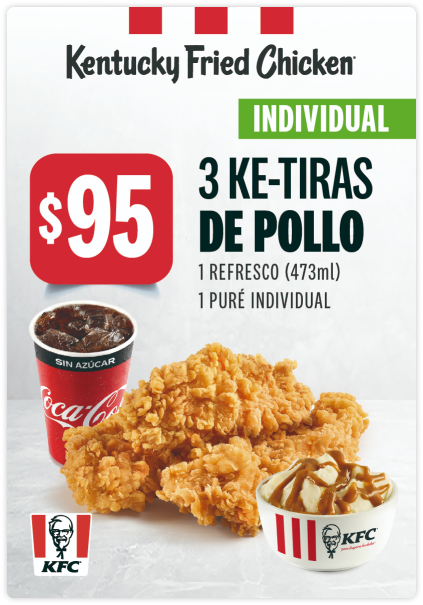 Kentucky Fried Chicken
INDIVIDUAL
$95
3 KE-TIRAS
DE POLLO
1 REFRESCO (473ml)
1 PURÉ INDIVIDUAL
SIN AZÚCAR
Coca-Co
KFC
KFC